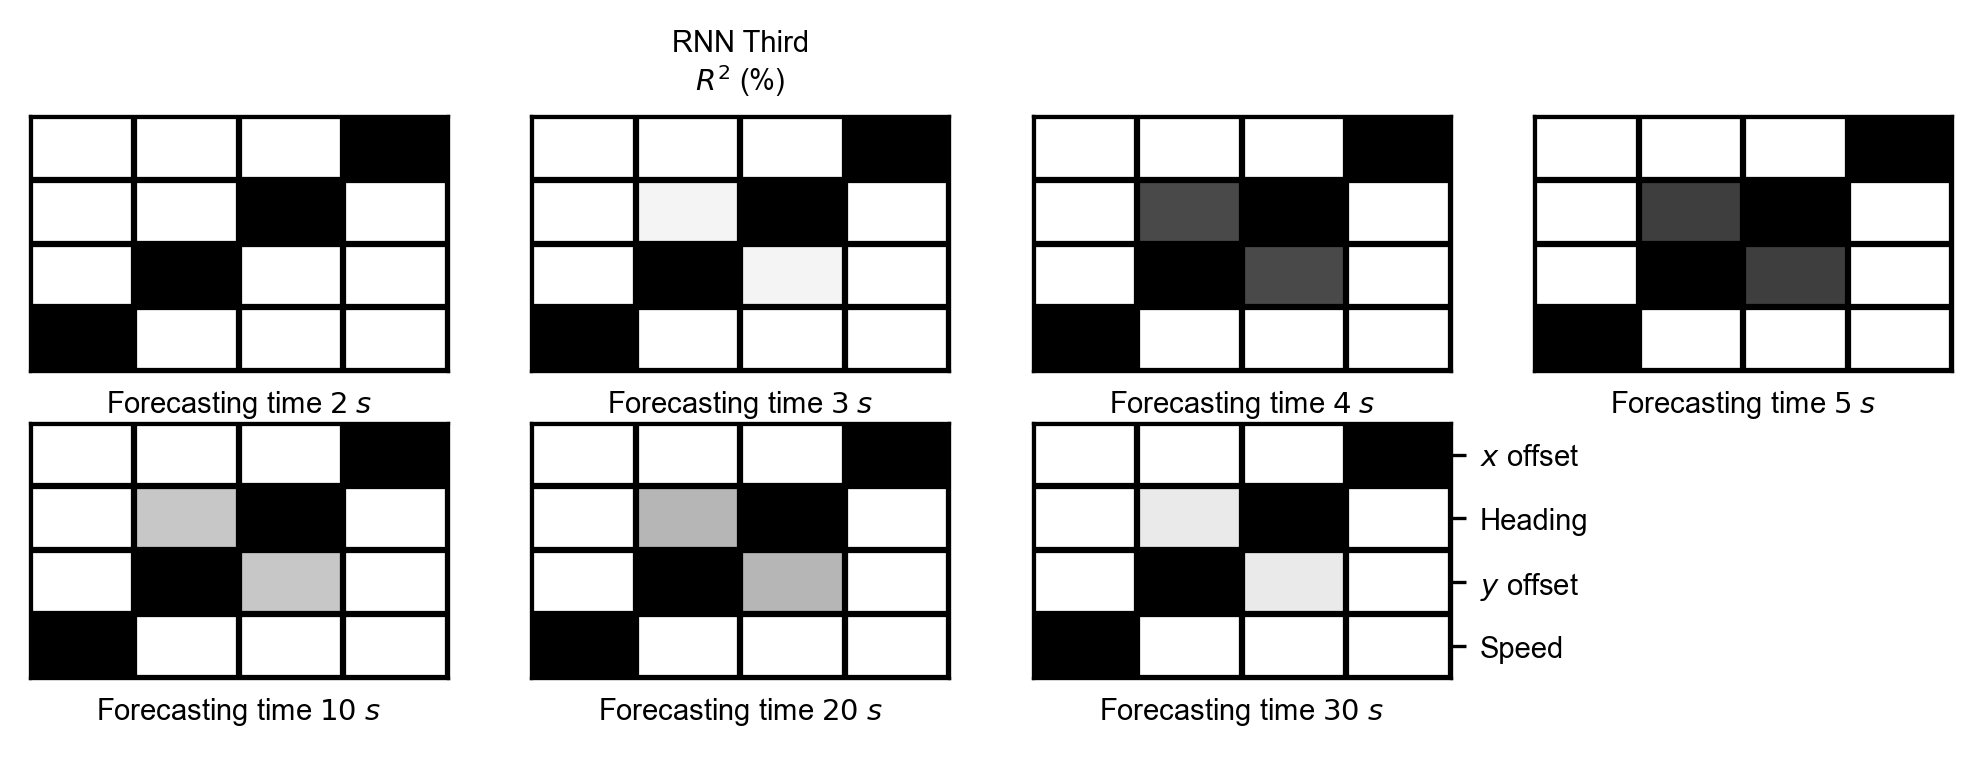 RNN Third
R² (%)
Forecasting time 2 s
Forecasting time 3 s
Forecasting time 4 s
Forecasting time 5 s
x offset
Heading
y offset
Speed
Forecasting time 10 s
Forecasting time 20 s
Forecasting time 30 s